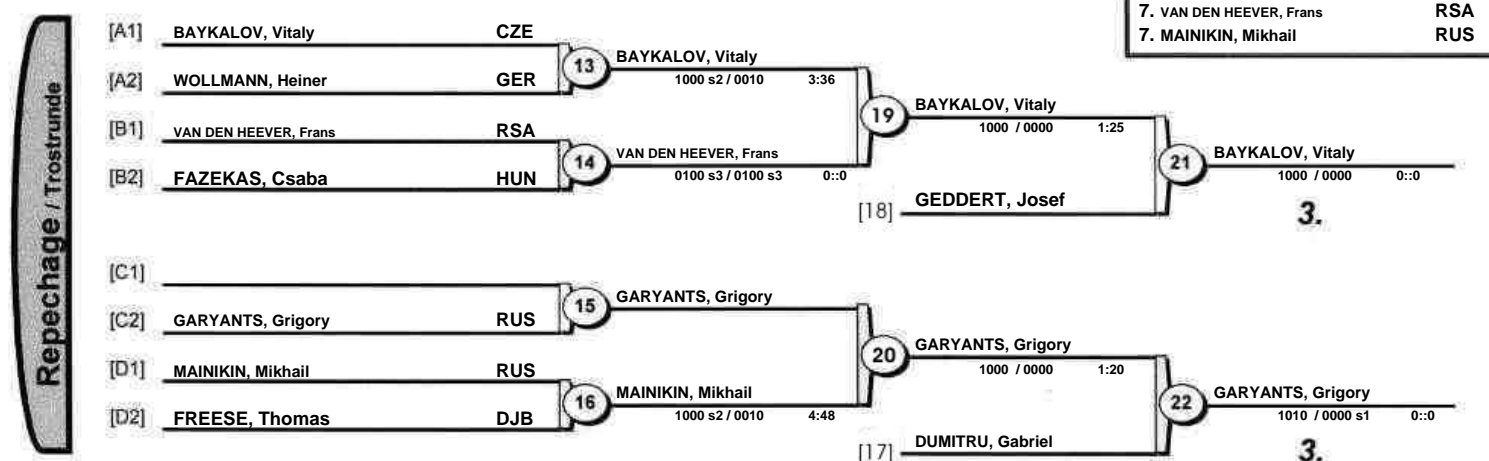 7. VAN DEN HEEVER, Frans RSA
7. MAINIKIN, Mikhail RUS
Repechage / Trostrunde
[A1] BAYKALOV, Vitaly CZE
13 BAYKALOV, Vitaly
1000 s2 / 0010 3:36
[A2] WOLLMANN, Heiner GER
19 BAYKALOV, Vitaly
1000 / 0000 1:25
[B1] VAN DEN HEEVER, Frans RSA
14 VAN DEN HEEVER, Frans
0100 s3 / 0100 s3 0::0
[B2] FAZEKAS, Csaba HUN
21 BAYKALOV, Vitaly
1000 / 0000 0::0
[18] GEDDERT, Josef
3.
[C1]
15 GARYANTS, Grigory
[C2] GARYANTS, Grigory RUS
20 GARYANTS, Grigory
1000 / 0000 1:20
[D1] MAINIKIN, Mikhail RUS
16 MAINIKIN, Mikhail
1000 s2 / 0010 4:48
[D2] FREESE, Thomas DJB
22 GARYANTS, Grigory
1010 / 0000 s1 0::0
[17] DUMITRU, Gabriel
3.